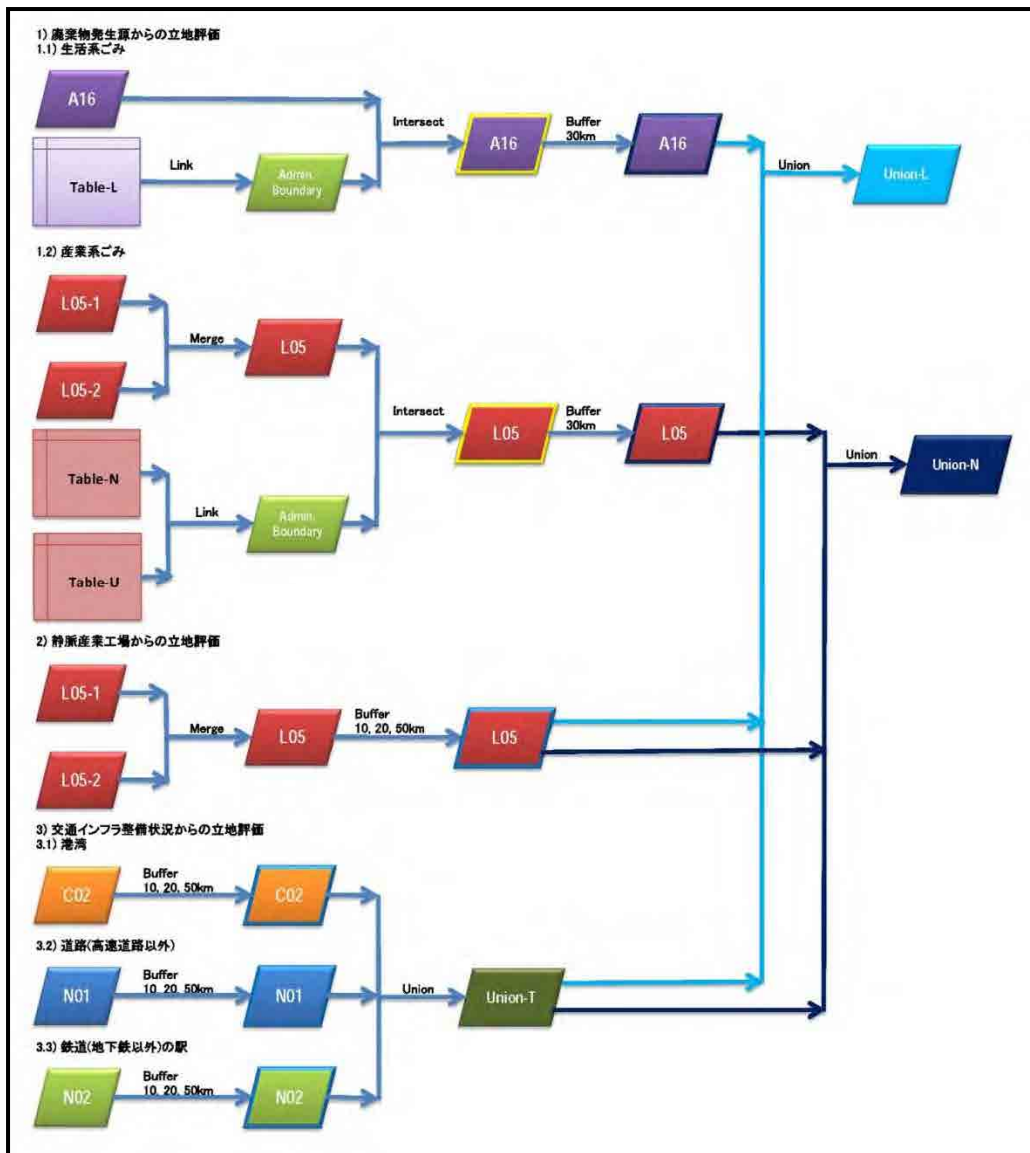 1) 廃棄物発生源からの立地評価
1.1) 生活系ごみ
A16
Table-L
Link
Admin.
Boundary
Intersect
A16
Buffer
30km
A16
Union
Union-L
1.2) 産業系ごみ
L05-1
L05-2
Merge
L05
Table-N
Table-U
Link
Admin.
Boundary
Intersect
L05
Buffer
30km
L05
Union
Union-N
2) 静脈産業工場からの立地評価
L05-1
L05-2
Merge
L05
Buffer
10, 20, 50km
L05
3) 交通インフラ整備状況からの立地評価
3.1) 港湾
C02
Buffer
10, 20, 50km
C02
3.2) 道路(高速道路以外)
N01
Buffer
10, 20, 50km
N01
Union
Union-T
3.3) 鉄道(地下鉄以外)の駅
N02
Buffer
10, 20, 50km
N02